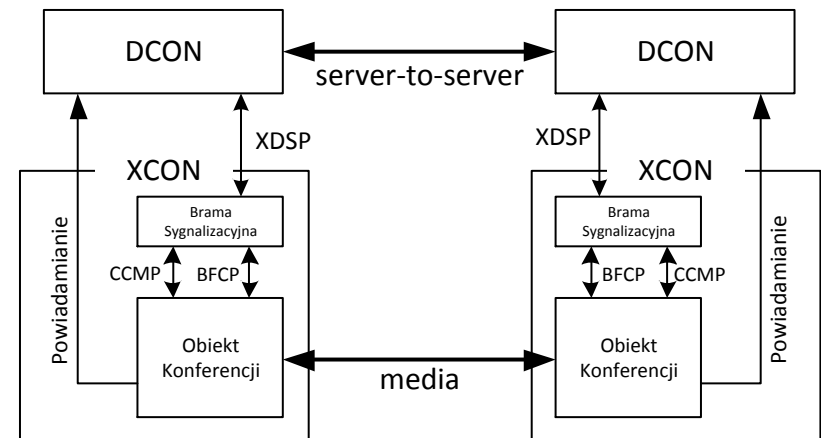 DCON
DCON
server-to-server
XDSP
XDSP
XCON
XCON
Brama
Sygnalizacyjna
Brama
Sygnalizacyjna
CCMP
BFCP
BFCP
CCMP
Powiadamianie
Powiadamianie
Obiekt
Konferencji
Obiekt
Konferencji
media